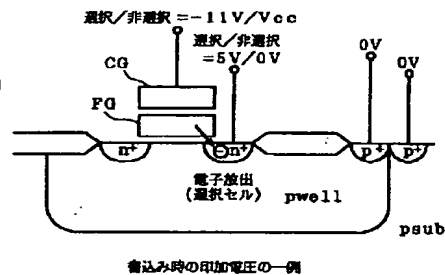 選択/非選択=-11V/Vcc
選択/非選択
=5V/0V
CG
FG
0V
0V
n+
⊖n+
p+
p+
電子放出
(選択セル)
pwell
psub
書込み時の印加電圧の一例